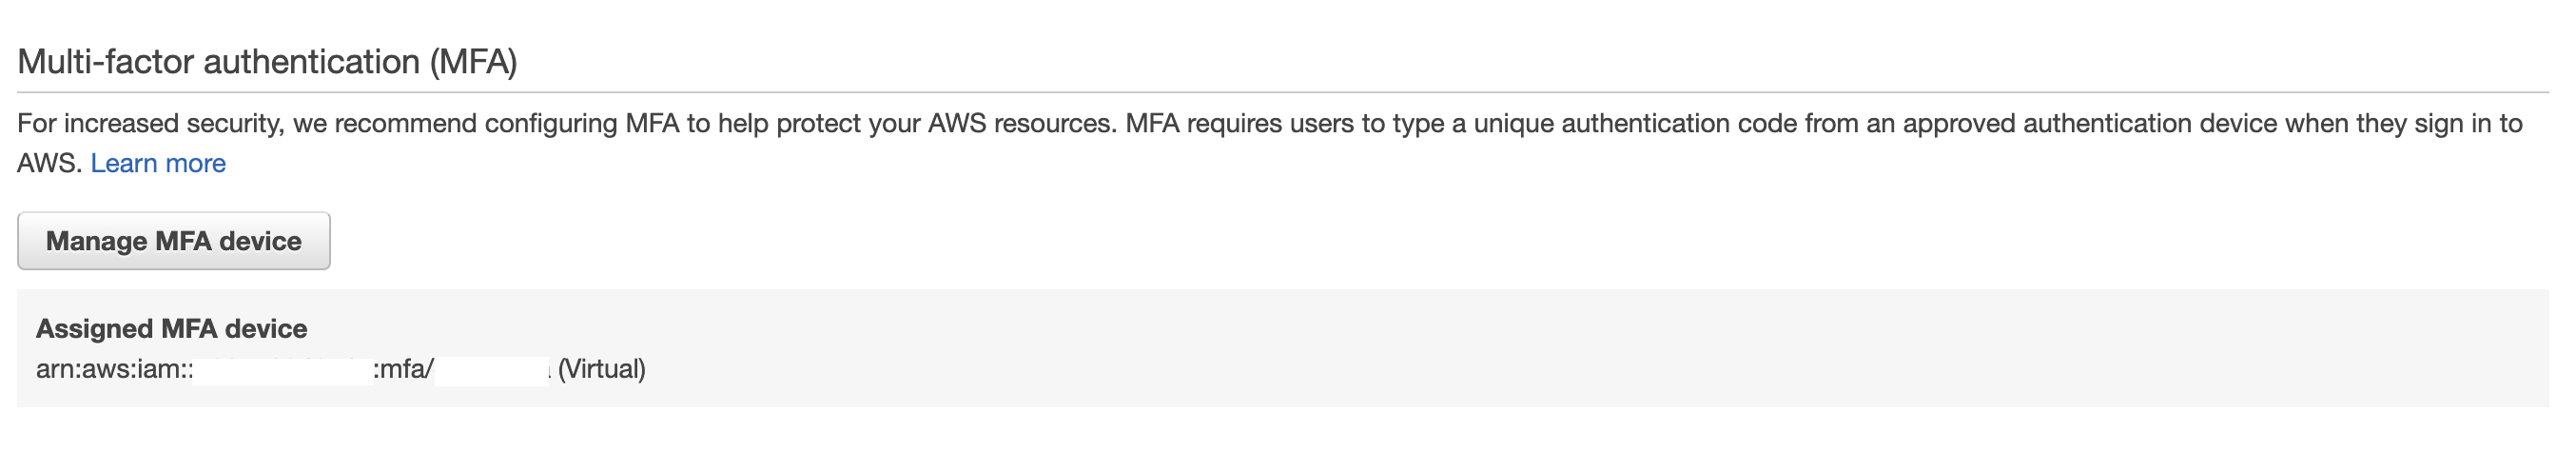 Multi-factor authentication (MFA)
For increased security, we recommend configuring MFA to help protect your AWS resources. MFA requires users to type a unique authentication code from an approved authentication device when they sign in to
AWS. Learn more
Manage MFA device
Assigned MFA device
arn:aws:iam:: :mfa/ (Virtual)